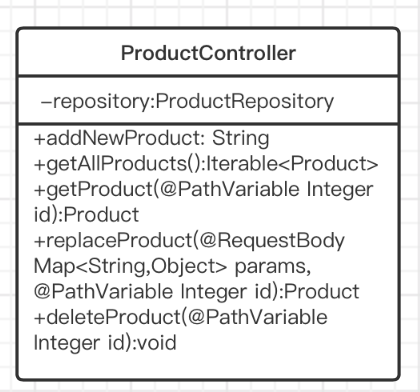 ProductController
-repository:ProductRepository
+addNewProduct: String
+getAllProducts():Iterable<Product>
+getProduct(@PathVariable Integer
id):Product
+replaceProduct(@RequestBody
Map<String,Object> params,
@PathVariable Integer id):Product
+deleteProduct(@PathVariable
Integer id):void